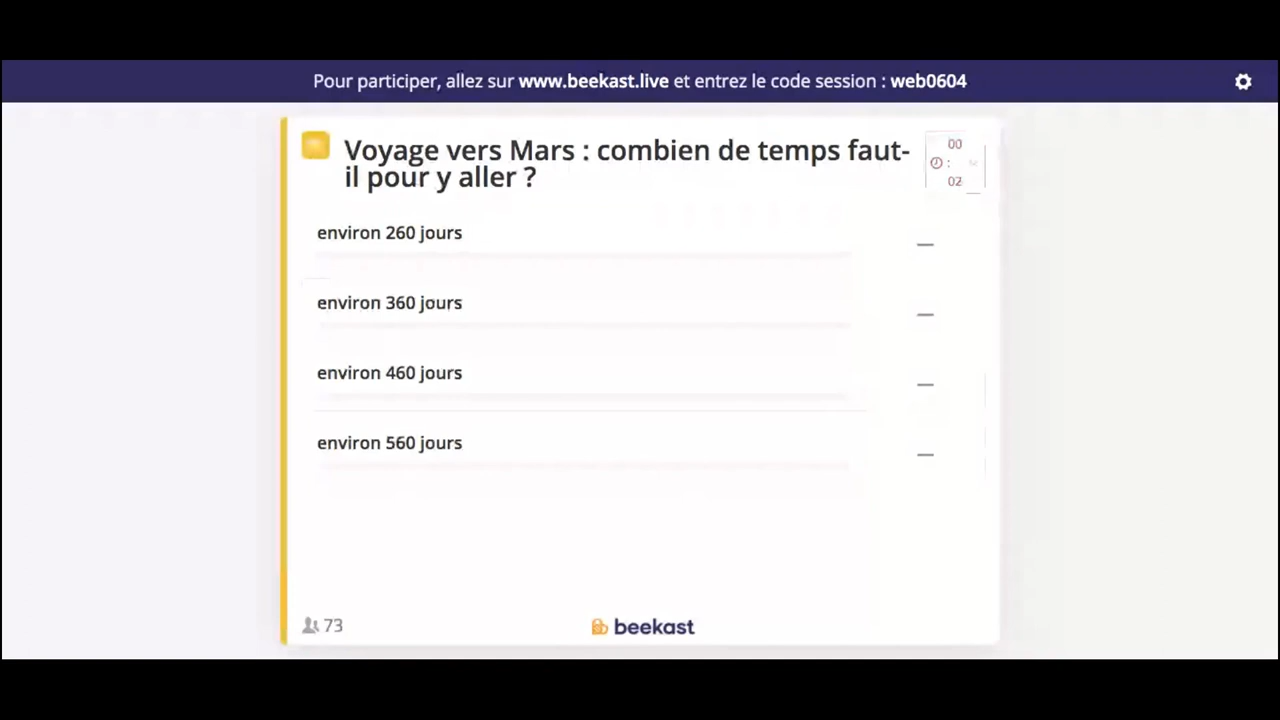 Pour participer, allez sur www.beekast.live et entrez le code session : web0604
Voyage vers Mars : combien de temps faut-
il pour y aller ?
00
:
02
environ 260 jours
environ 360 jours
environ 460 jours
environ 560 jours
73
beekast